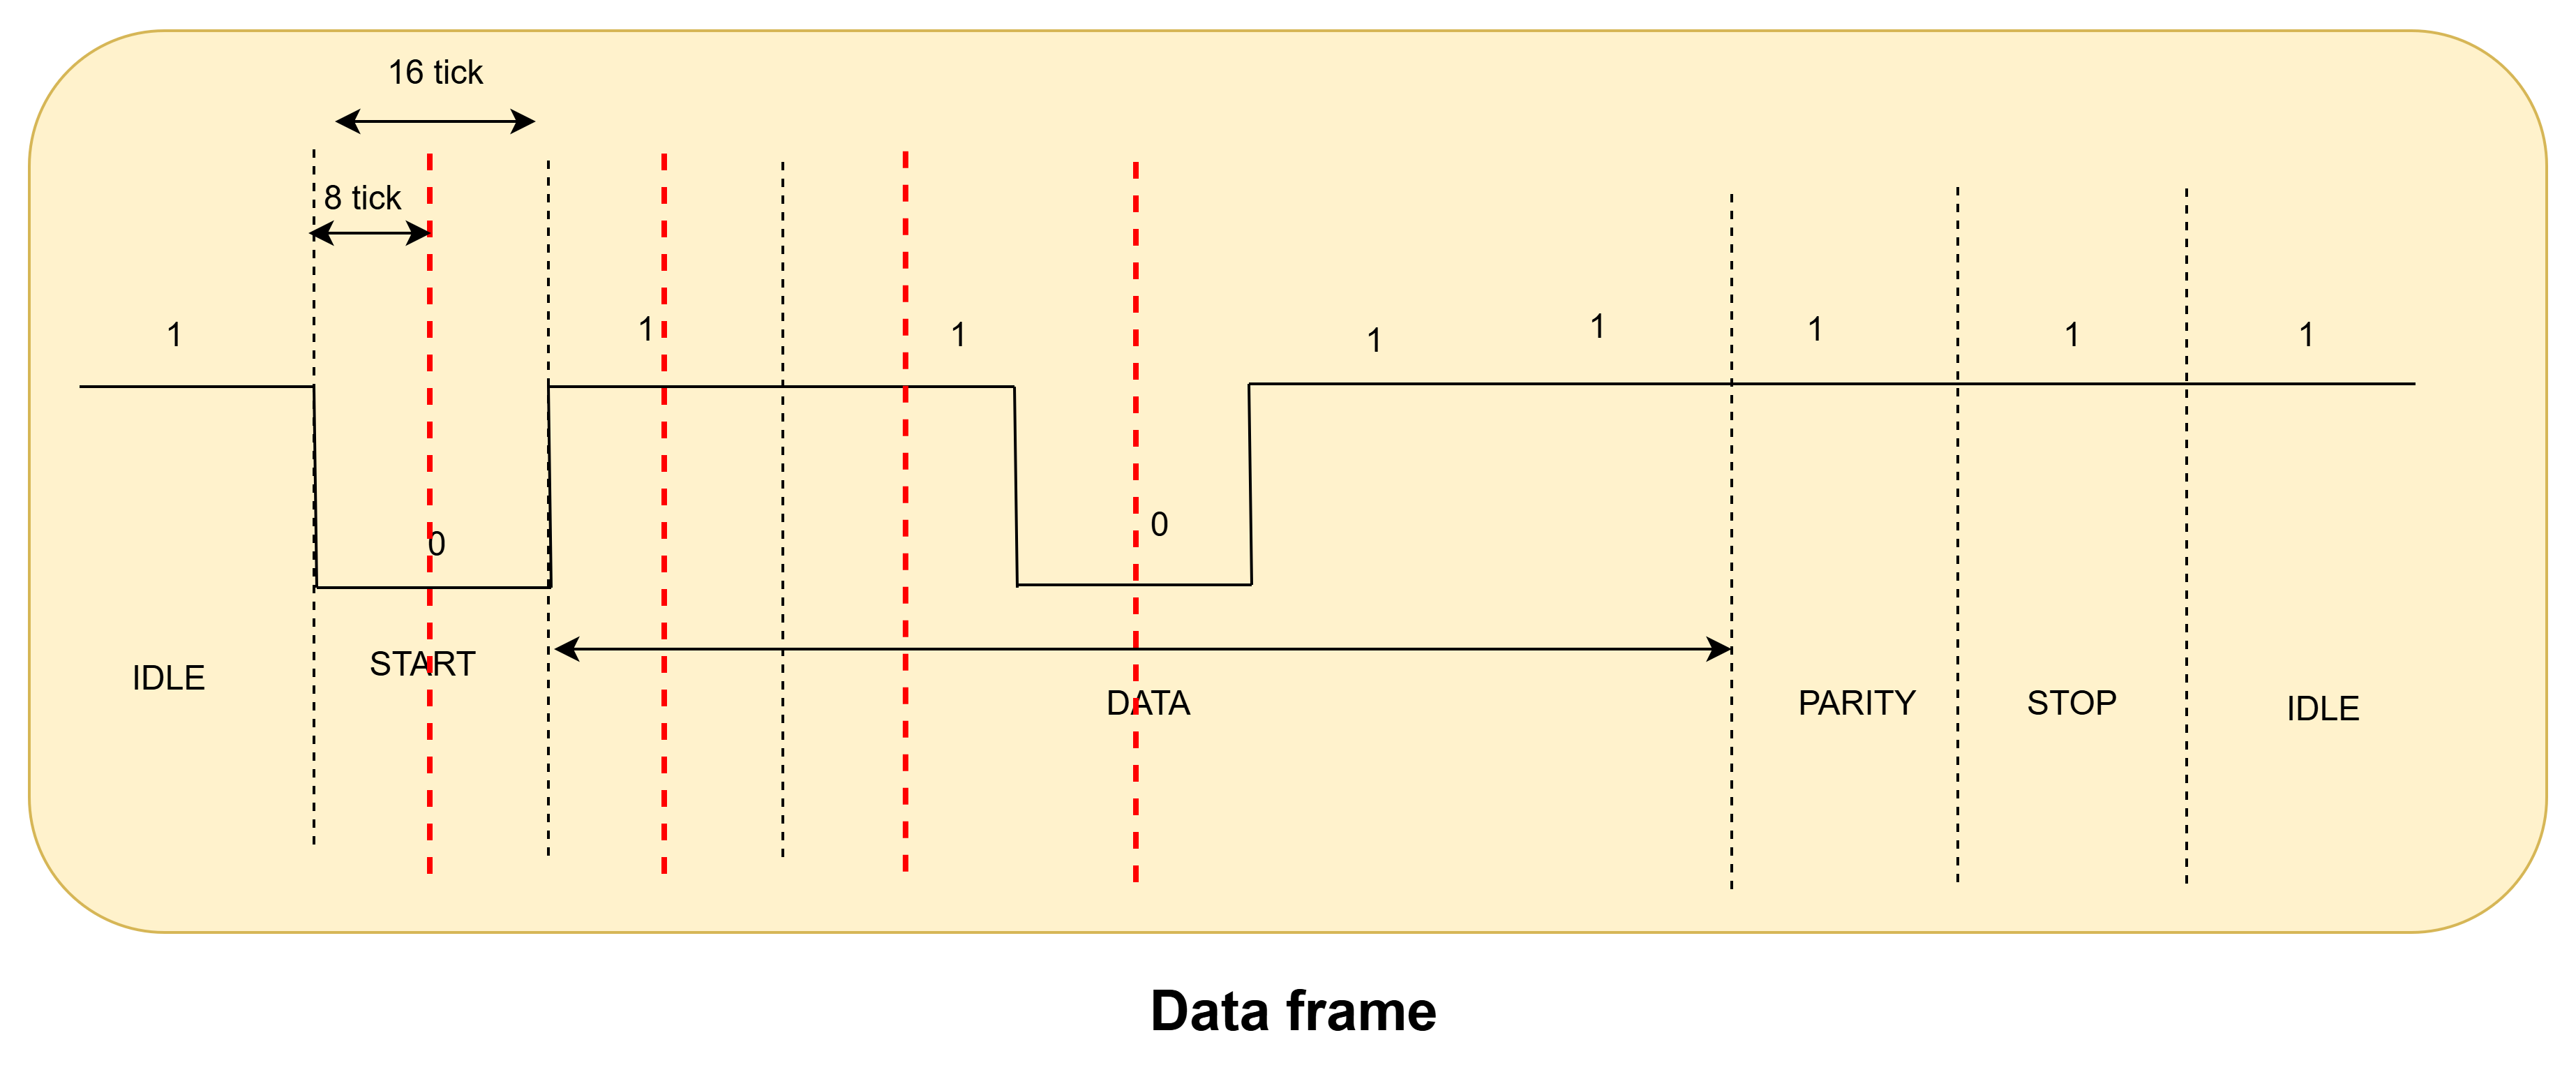 16 tick
8 tick
1 1 1 1 1 1 1 1
0 0
IDLE START DATA PARITY STOP IDLE
Data frame